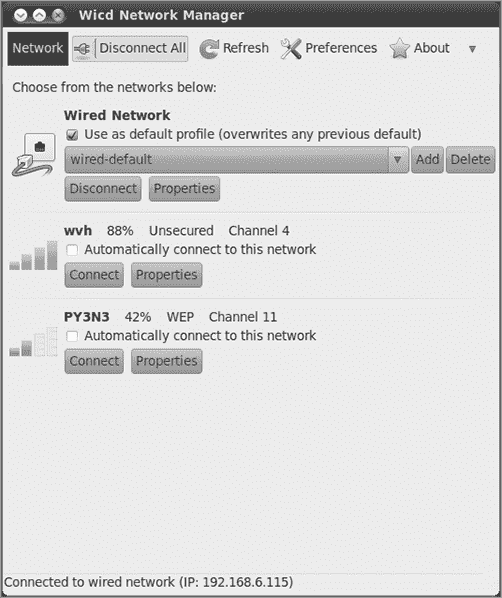 Wicd Network Manager
Network Disconnect All Refresh Preferences About
Choose from the networks below:
Wired Network
Use as default profile (overwrites any previous default)
wired-default Add Delete
Disconnect Properties
wvh 88% Unsecured Channel 4
Automatically connect to this network
Connect Properties
PY3N3 42% WEP Channel 11
Automatically connect to this network
Connect Properties
Connected to wired network (IP: 192.168.6.115)